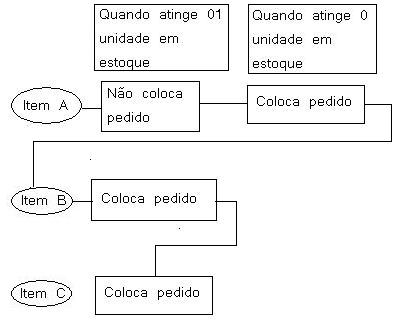 Quando atinge 01
unidade em
estoque
Quando atinge 0
unidade em
estoque
Item A
Não coloca
pedido
Coloca pedido
Item B
Coloca pedido
Item C
Coloca pedido